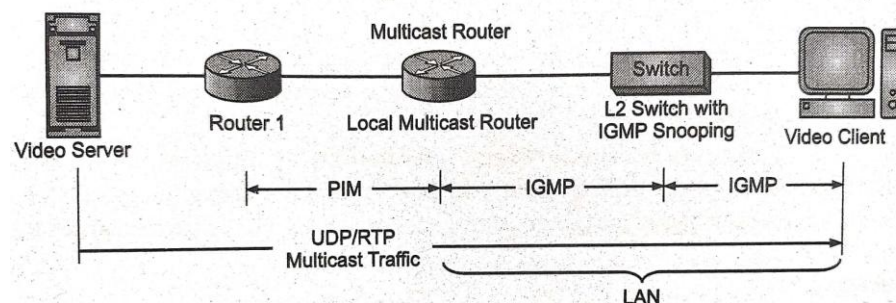 Multicast Router
Switch
Router 1
Local Multicast Router
L2 Switch with
IGMP Snooping
Video Client
Video Server
PIM
IGMP
IGMP
UDP/RTP
Multicast Traffic
LAN